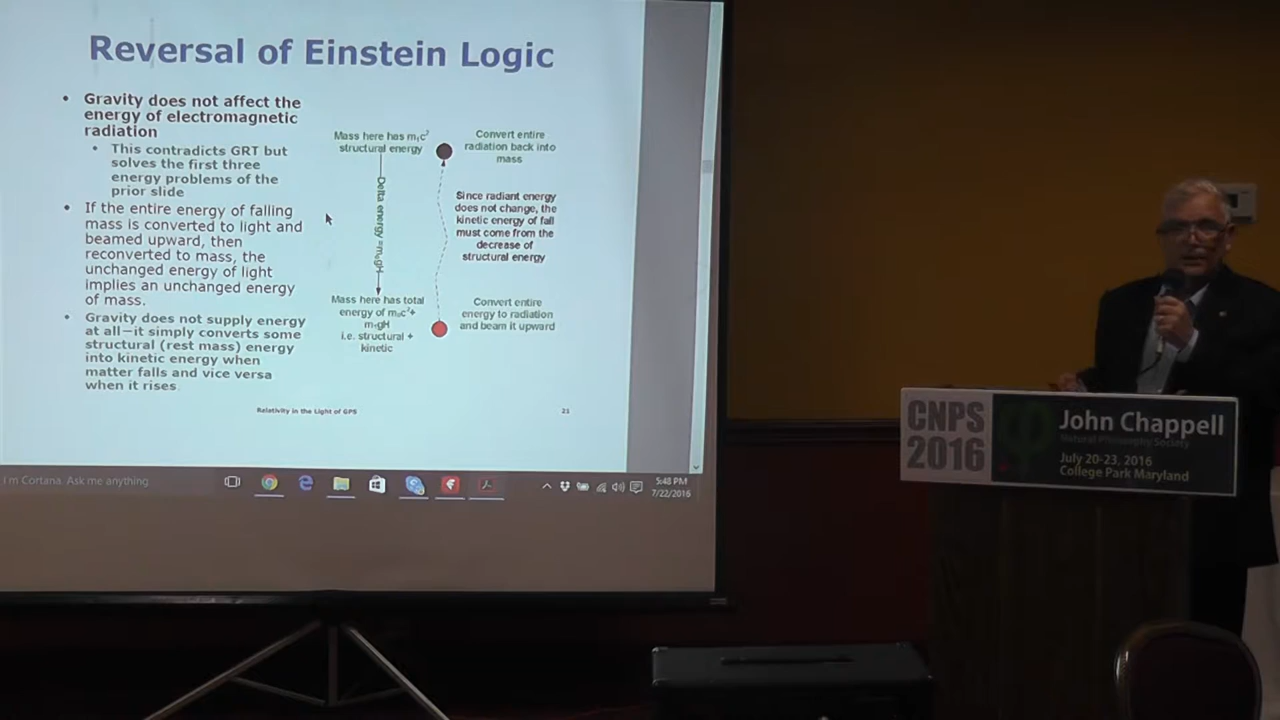 Reversal of Einstein Logic
• Gravity does not affect the
energy of electromagnetic
radiation
• This contradicts GRT but
solves the first three
energy problems of the
prior slide
• If the entire energy of falling
mass is converted to light and
beamed upward, then
reconverted to mass, the
unchanged energy of light
implies an unchanged energy
of mass.
• Gravity does not supply energy
at all—it simply converts some
structural (rest mass) energy
into kinetic energy when
matter falls and vice versa
when it rises
Mass here has m₁c²
structural energy
Delta energy=m₀gH
Mass here has total
energy of m₀c²+
m₁gH
i.e. structural +
kinetic
Convert entire
radiation back into
mass
Since radiant energy
does not change, the
kinetic energy of fall
must come from the
decrease of
structural energy
Convert entire
energy to radiation
and beam it upward
Relativity in the Light of GPS
21
I'm Cortana. Ask me anything
5:48 PM
7/22/2016
CNPS
2016
John Chappell
Natural Philosophy Society
July 20-23, 2016
College Park Maryland